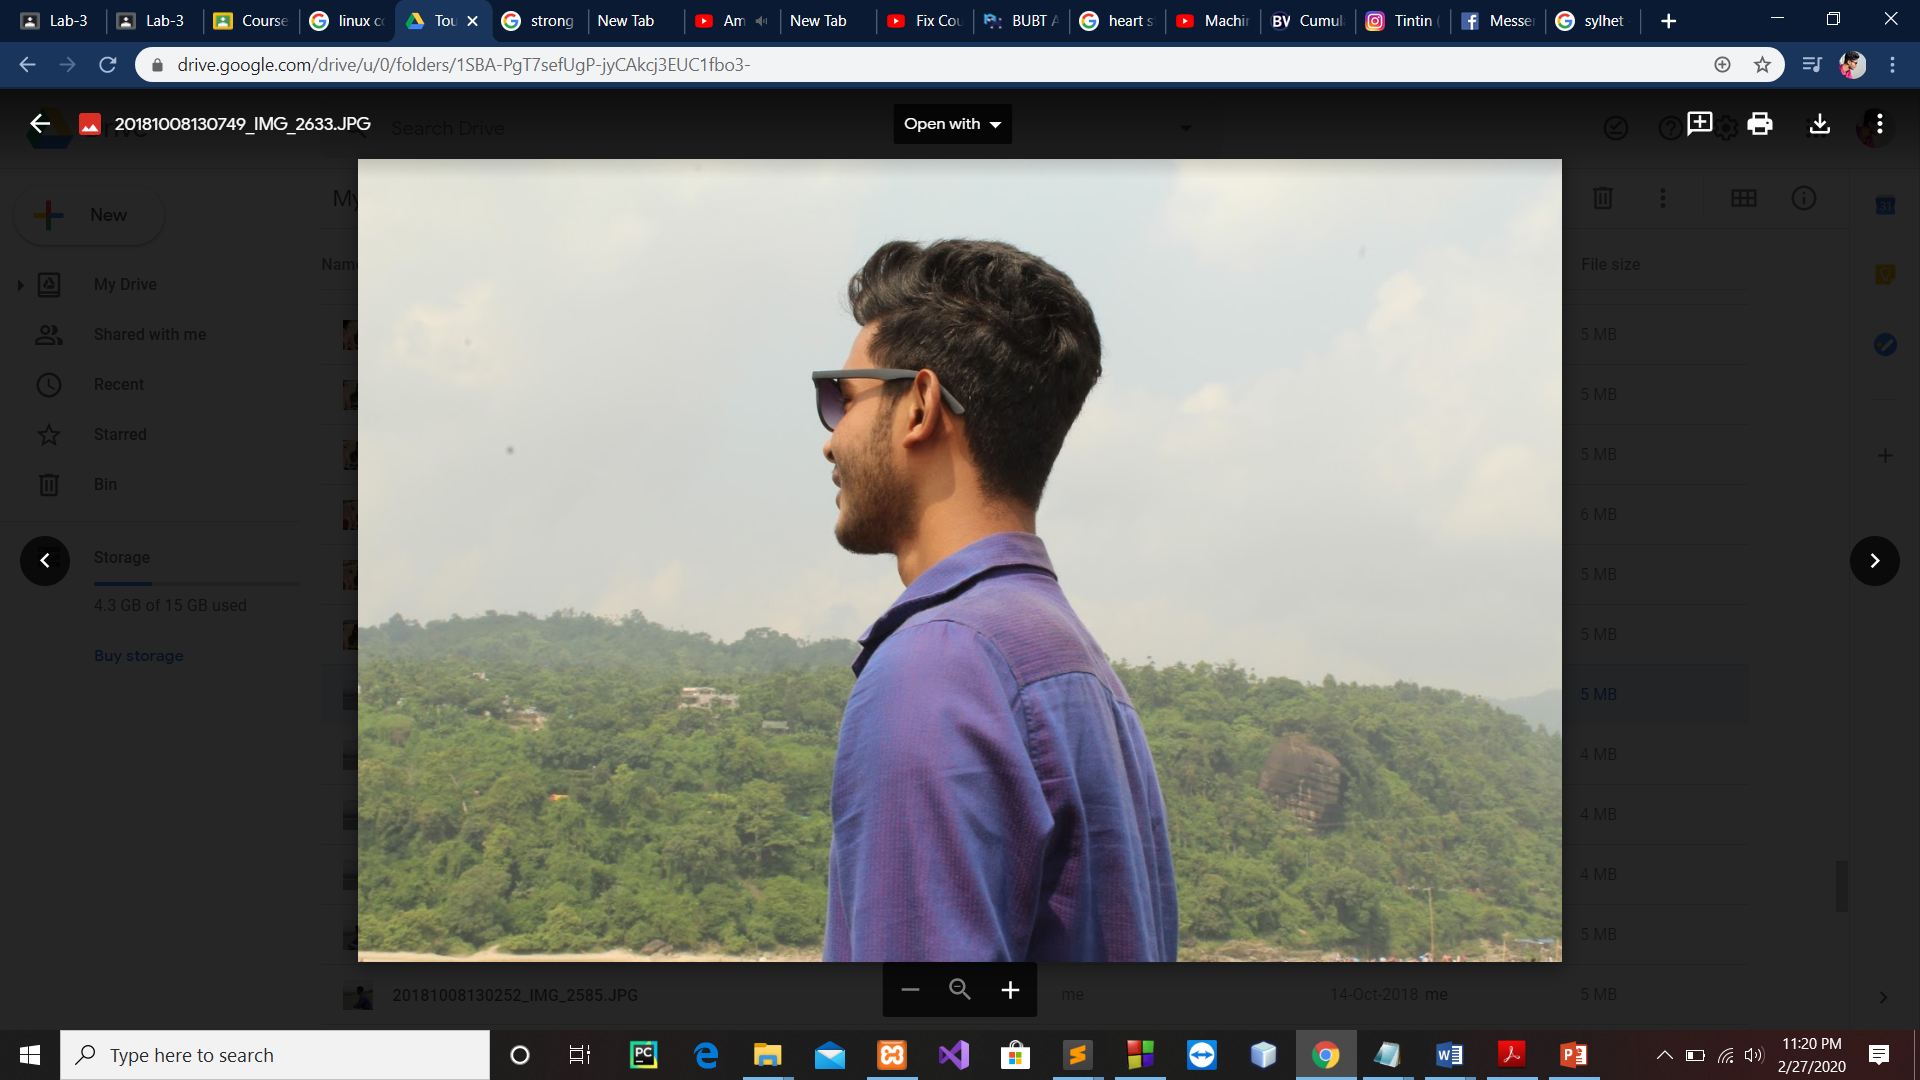 Lab-3
Lab-3
Course
linux co
Tou
strong
New Tab
Am
New Tab
Fix Cou
BUBT A
heart s
Machin
Cumul
Tintin (
Messen
sylhet
drive.google.com/drive/u/0/folders/1SBA-PgT7sefUgP-jyCAkcj3EUC1fbo3-
20181008130749_IMG_2633.JPG
Search Drive
Open with
New
My
Name
File size
My Drive
Shared with me
Recent
Starred
Bin
Storage
4.3 GB of 15 GB used
Buy storage
5 MB
5 MB
5 MB
6 MB
5 MB
5 MB
5 MB
4 MB
4 MB
4 MB
5 MB
20181008130252_IMG_2585.JPG
me
14-Oct-2018 me
5 MB
Type here to search
11:20 PM
2/27/2020